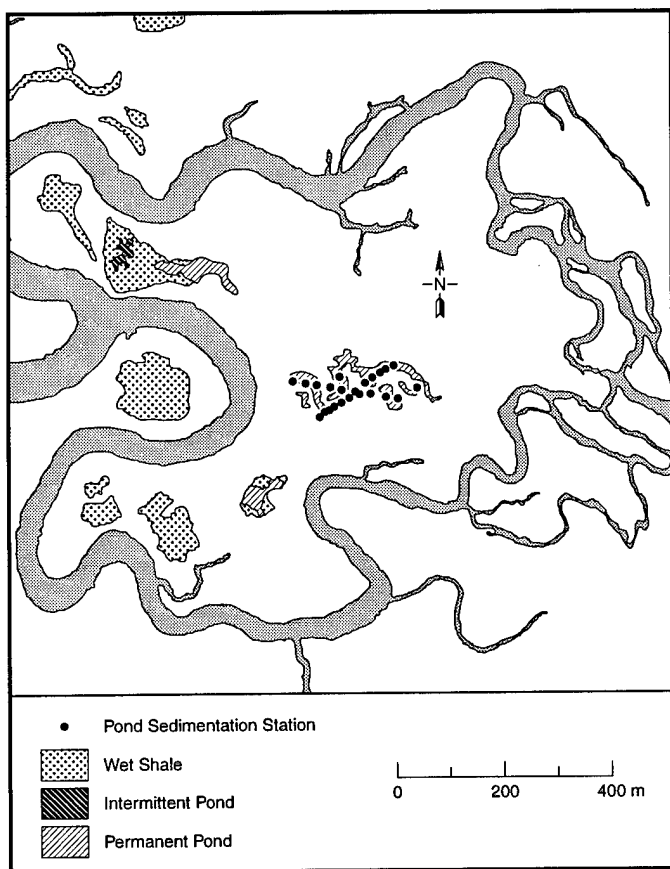 N
Pond Sedimentation Station
Wet Shale
Intermittent Pond
Permanent Pond
0 200 400 m